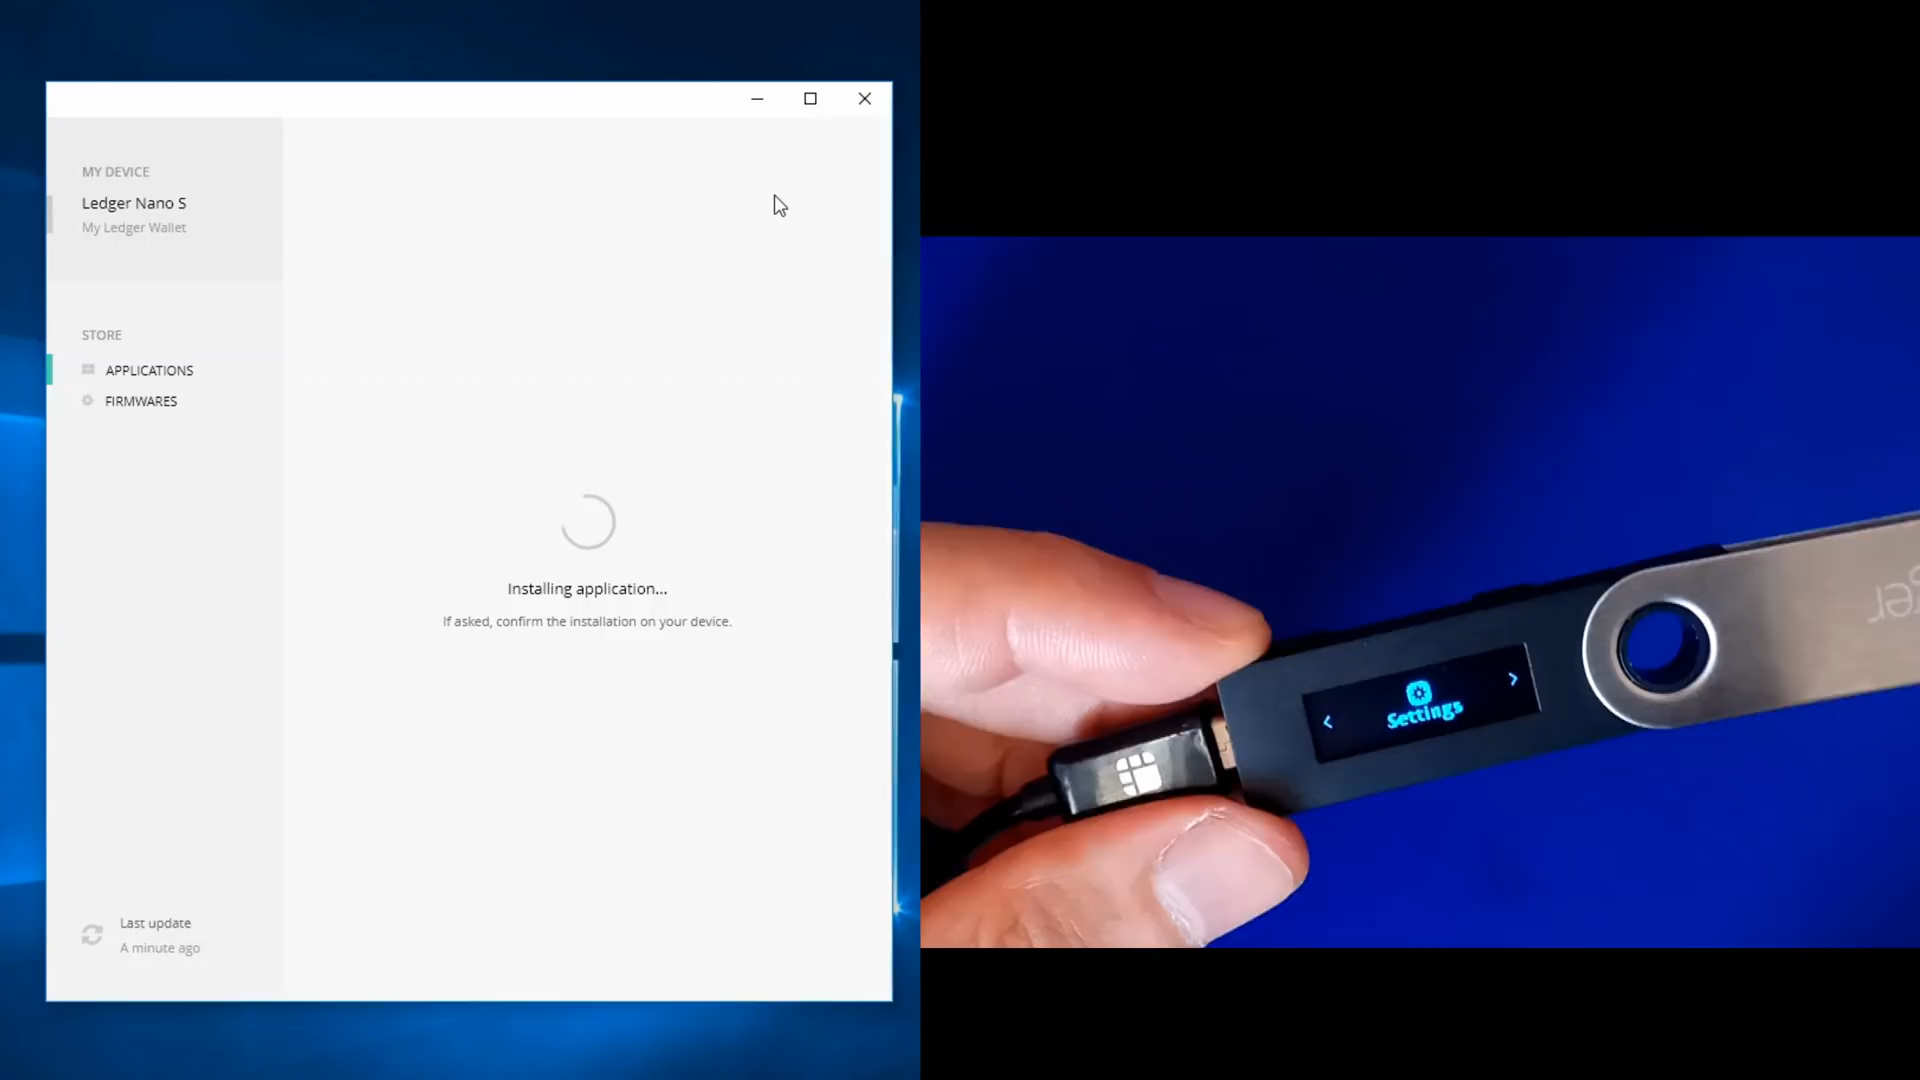 MY DEVICE
Ledger Nano S
My Ledger Wallet
STORE
APPLICATIONS
FIRMWARES
Installing application...
If asked, confirm the installation on your device.
Last update
A minute ago
Settings